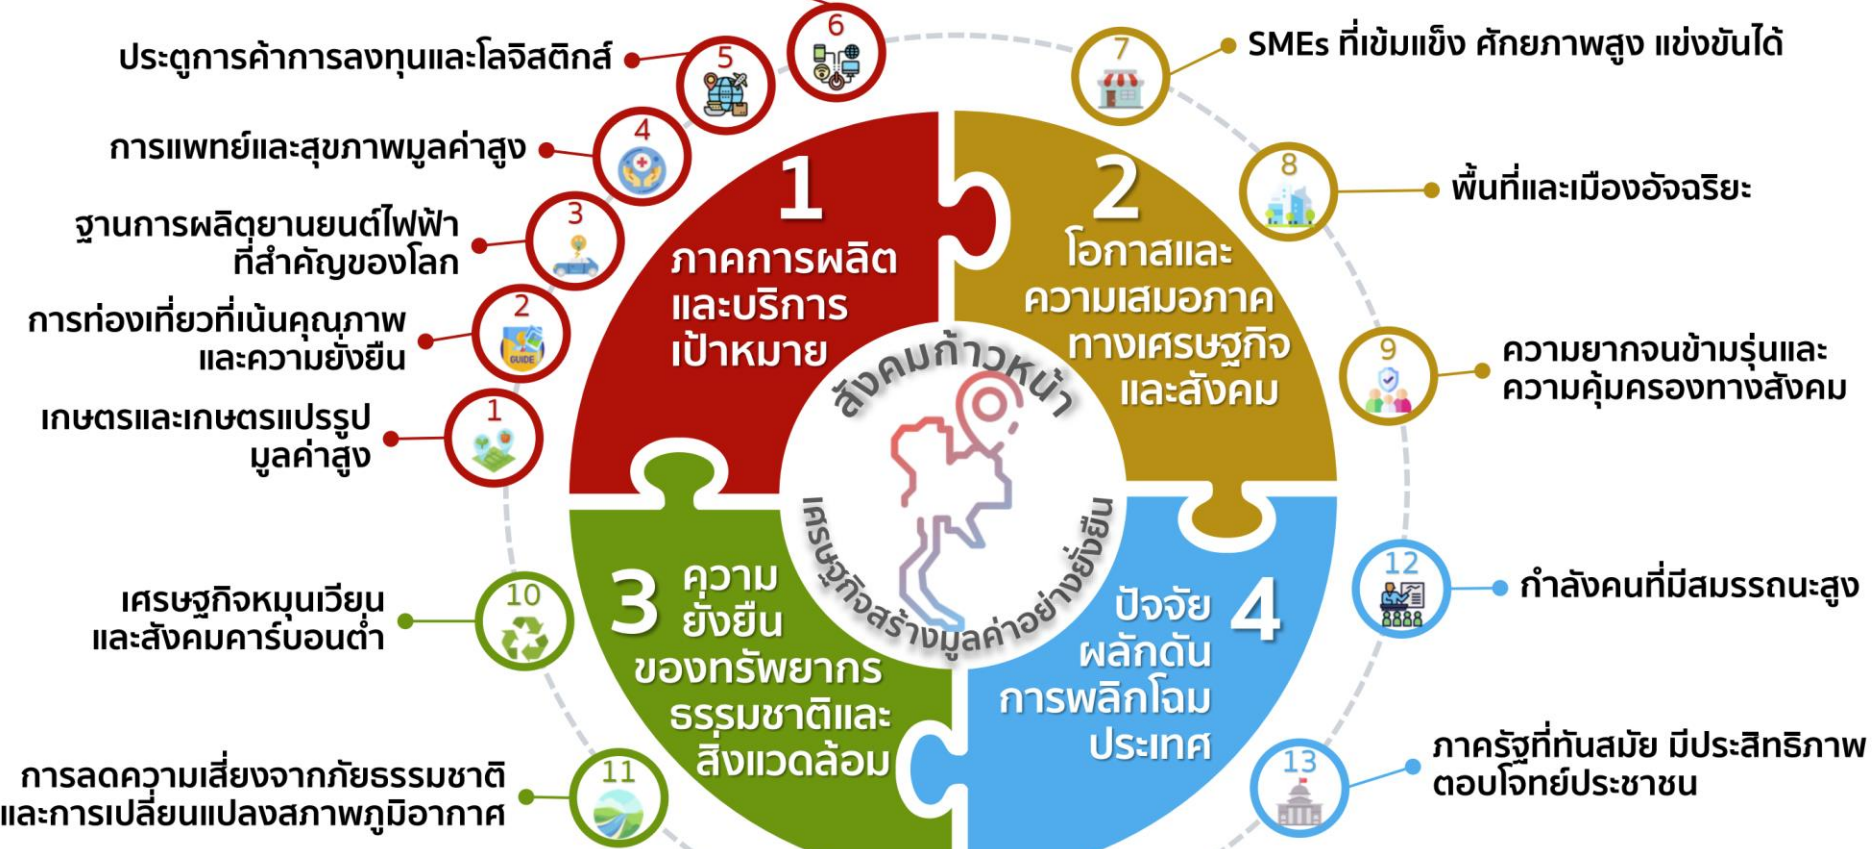 6
5
ประตูการค้าการลงทุนและโลจิสติกส์
4
การแพทย์และสุขภาพมูลค่าสูง
3
ฐานการผลิตยานยนต์ไฟฟ้า
ที่สำคัญของโลก
2
GUIDE
การท่องเที่ยวที่เน้นคุณภาพ
และความยั่งยืน
1
เกษตรและเกษตรแปรรูป
มูลค่าสูง
1
ภาคการผลิต
และบริการ
เป้าหมาย
2
โอกาสและ
ความเสมอภาค
ทางเศรษฐกิจ
และสังคม
7
SMEs ที่เข้มแข็ง ศักยภาพสูง แข่งขันได้
8
พื้นที่และเมืองอัจฉริยะ
9
ความยากจนข้ามรุ่นและ
ความคุ้มครองทางสังคม
สังคมก้าวหน้า
เศรษฐกิจสร้างมูลค่าอย่างยั่งยืน
3
ความ
ยั่งยืน
ของทรัพยากร
ธรรมชาติและ
สิ่งแวดล้อม
10
เศรษฐกิจหมุนเวียน
และสังคมคาร์บอนต่ำ
11
การลดความเสี่ยงจากภัยธรรมชาติ
และการเปลี่ยนแปลงสภาพภูมิอากาศ
4
ปัจจัย
ผลักดัน
การพลิกโฉม
ประเทศ
12
กำลังคนที่มีสมรรถนะสูง
13
ภาครัฐที่ทันสมัย มีประสิทธิภาพ
ตอบโจทย์ประชาชน